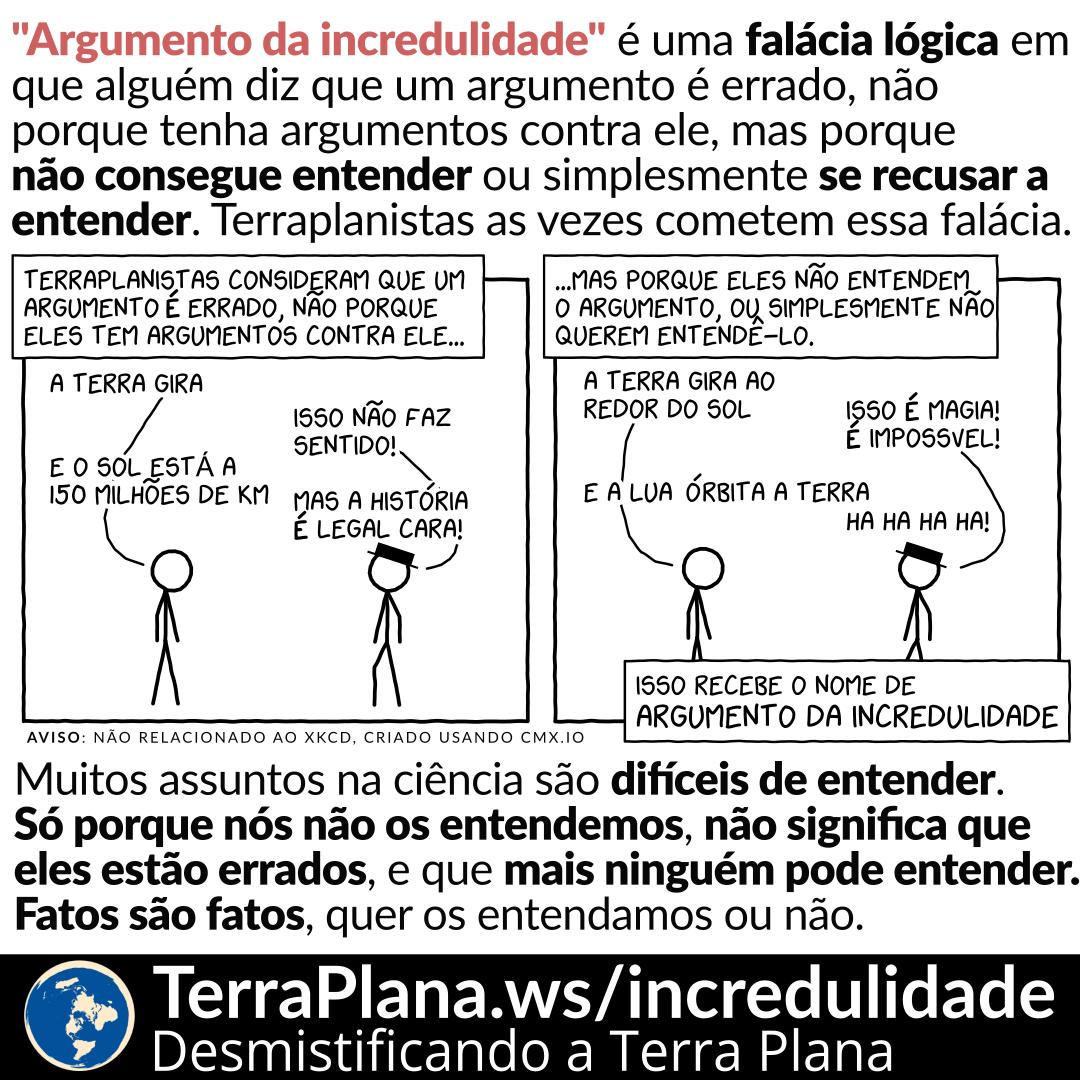 "Argumento da incredulidade" é uma falácia lógica em
que alguém diz que um argumento é errado, não
porque tenha argumentos contra ele, mas porque
não consegue entender ou simplesmente se recusar a
entender. Terraplanistas as vezes cometem essa falácia.
TERRAPLANISTAS CONSIDERAM QUE UM
ARGUMENTO É ERRADO, NÃO PORQUE
ELES TEM ARGUMENTOS CONTRA ELE...
A TERRA GIRA
ISSO NÃO FAZ
SENTIDO!
E O SOL ESTÁ A
150 MILHÕES DE KM
MAS A HISTÓRIA
É LEGAL CARA!
...MAS PORQUE ELES NÃO ENTENDEM
O ARGUMENTO, OU SIMPLESMENTE NÃO
QUEREM ENTENDÊ-LO.
A TERRA GIRA AO
REDOR DO SOL
ISSO É MAGIA!
É IMPOSSVEL!
E A LUA ÓRBITA A TERRA
HA HA HA HA!
ISSO RECEBE O NOME DE
ARGUMENTO DA INCREDULIDADE
AVISO: NÃO RELACIONADO AO XKCD, CRIADO USANDO CMX.IO
Muitos assuntos na ciência são difíceis de entender.
Só porque nós não os entendemos, não significa que
eles estão errados, e que mais ninguém pode entender.
Fatos são fatos, quer os entendamos ou não.
TerraPlana.ws/incredulidade
Desmistificando a Terra Plana